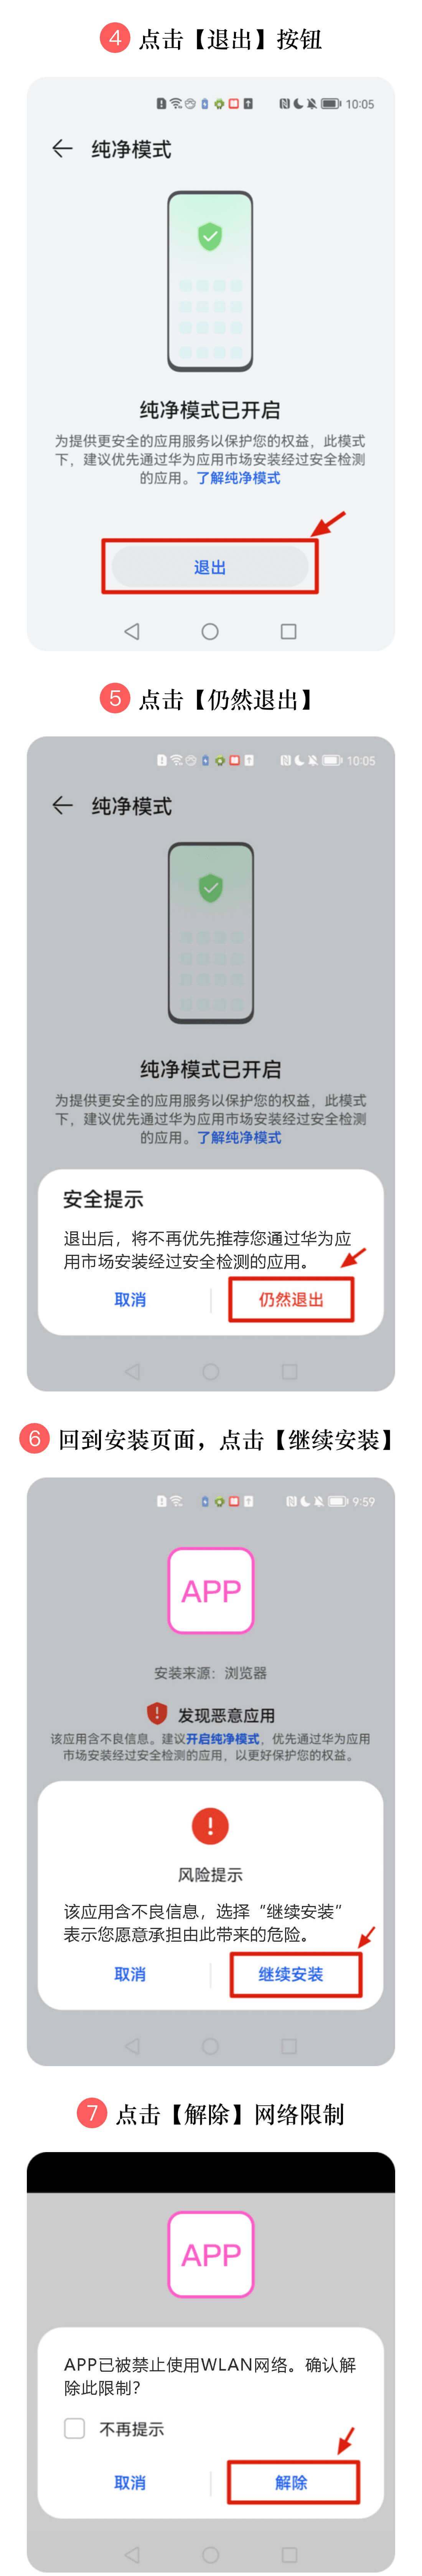 4 点击【退出】按钮
10:05
纯净模式
纯净模式已开启
为提供更安全的应用服务以保护您的权益，此模式
下，建议优先通过华为应用市场安装经过安全检测
的应用。了解纯净模式
退出
5 点击【仍然退出】
10:05
纯净模式
纯净模式已开启
为提供更安全的应用服务以保护您的权益，此模式
下，建议优先通过华为应用市场安装经过安全检测
的应用。了解纯净模式
安全提示
退出后，将不再优先推荐您通过华为应
用市场安装经过安全检测的应用。
取消 仍然退出
6 回到安装页面，点击【继续安装】
9:59
APP
安装来源：浏览器
发现恶意应用
该应用含不良信息。建议开启纯净模式，优先通过华为应用
市场安装经过安全检测的应用，以更好保护您的权益。
风险提示
该应用含不良信息，选择“继续安装”
表示您愿意承担由此带来的危险。
取消 继续安装
7 点击【解除】网络限制
APP
APP已被禁止使用WLAN网络。确认解
除此限制？
不再提示
取消 解除